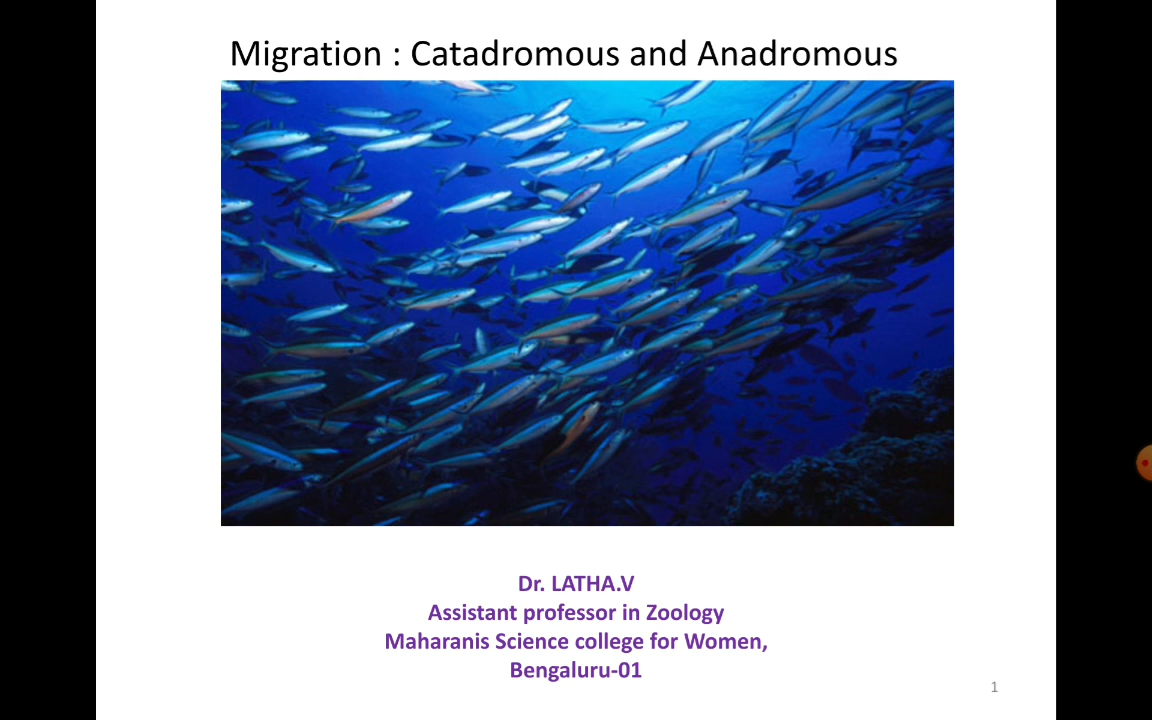 Migration : Catadromous and Anadromous
Dr. LATHA.V
Assistant professor in Zoology
Maharanis Science college for Women,
Bengaluru-01
1